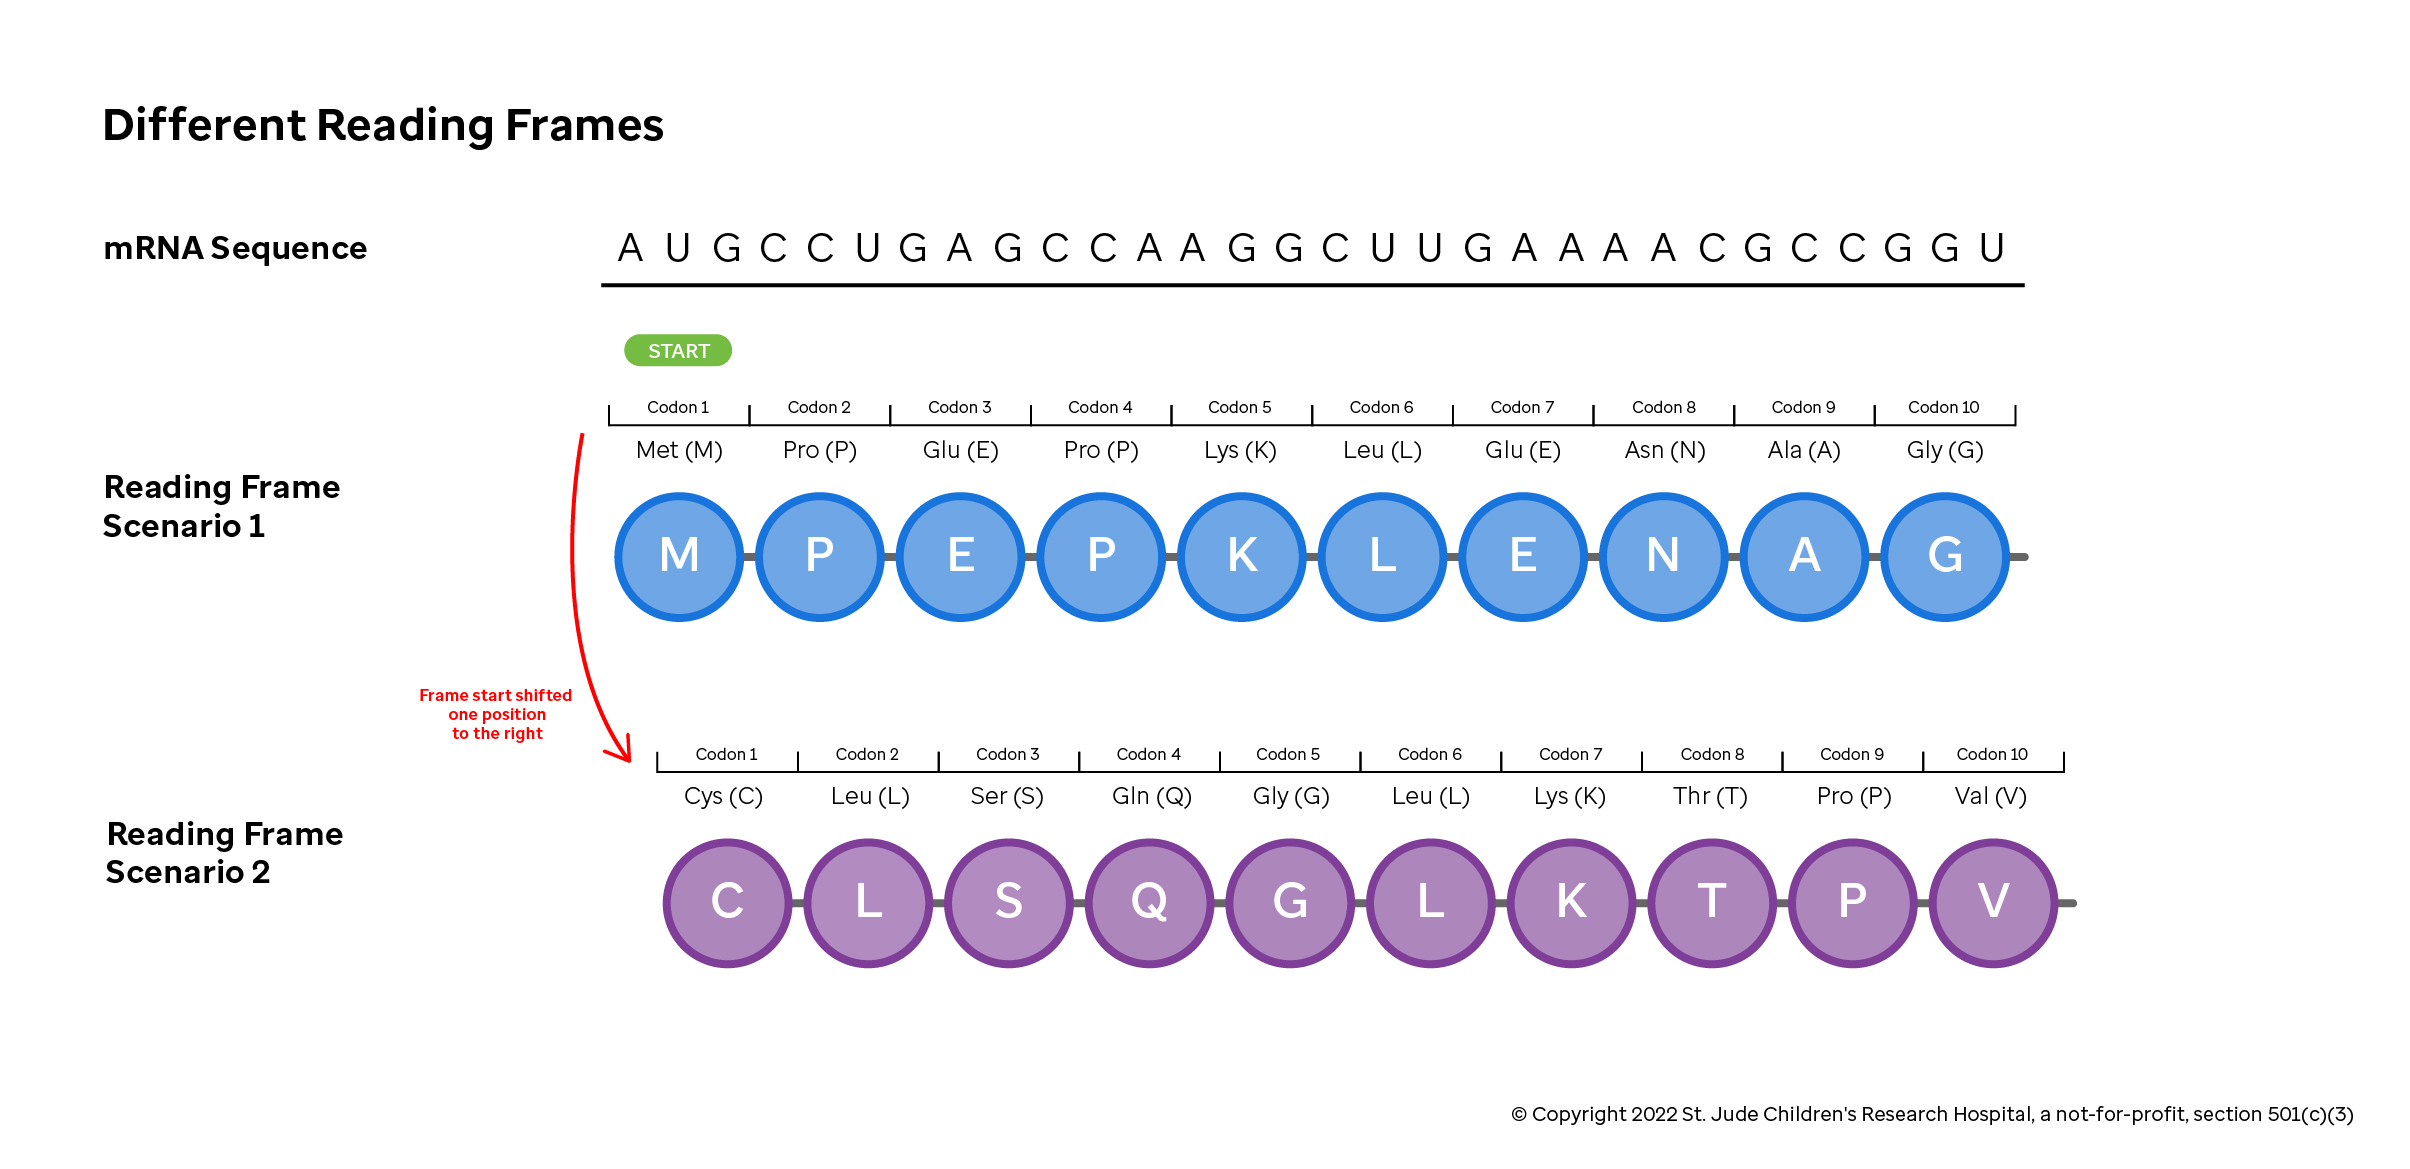 Different Reading Frames
mRNA Sequence
A U G C C U G A G C C A A G G C U U G A A A A C G C C G G U
START
Codon 1 Codon 2 Codon 3 Codon 4 Codon 5 Codon 6 Codon 7 Codon 8 Codon 9 Codon 10
Met (M) Pro (P) Glu (E) Pro (P) Lys (K) Leu (L) Glu (E) Asn (N) Ala (A) Gly (G)
Reading Frame
Scenario 1
M P E P K L E N A G
Frame start shifted
one position
to the right
Codon 1 Codon 2 Codon 3 Codon 4 Codon 5 Codon 6 Codon 7 Codon 8 Codon 9 Codon 10
Cys (C) Leu (L) Ser (S) Gln (Q) Gly (G) Leu (L) Lys (K) Thr (T) Pro (P) Val (V)
Reading Frame
Scenario 2
C L S Q G L K T P V
© Copyright 2022 St. Jude Children's Research Hospital, a not-for-profit, section 501(c)(3)